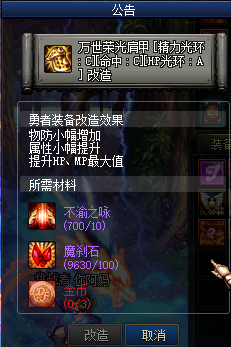 公告
万世荣光肩甲[精力光环
:C][命中:C][HP光环:A
]改造
勇者装备改造效果
物防小幅增加
属性小幅提升
提升HP、MP最大值
所需材料
不渝之咏
(700/10)
魔刹石
(9630/100)
金币
(0/3)
装备
改造
取消